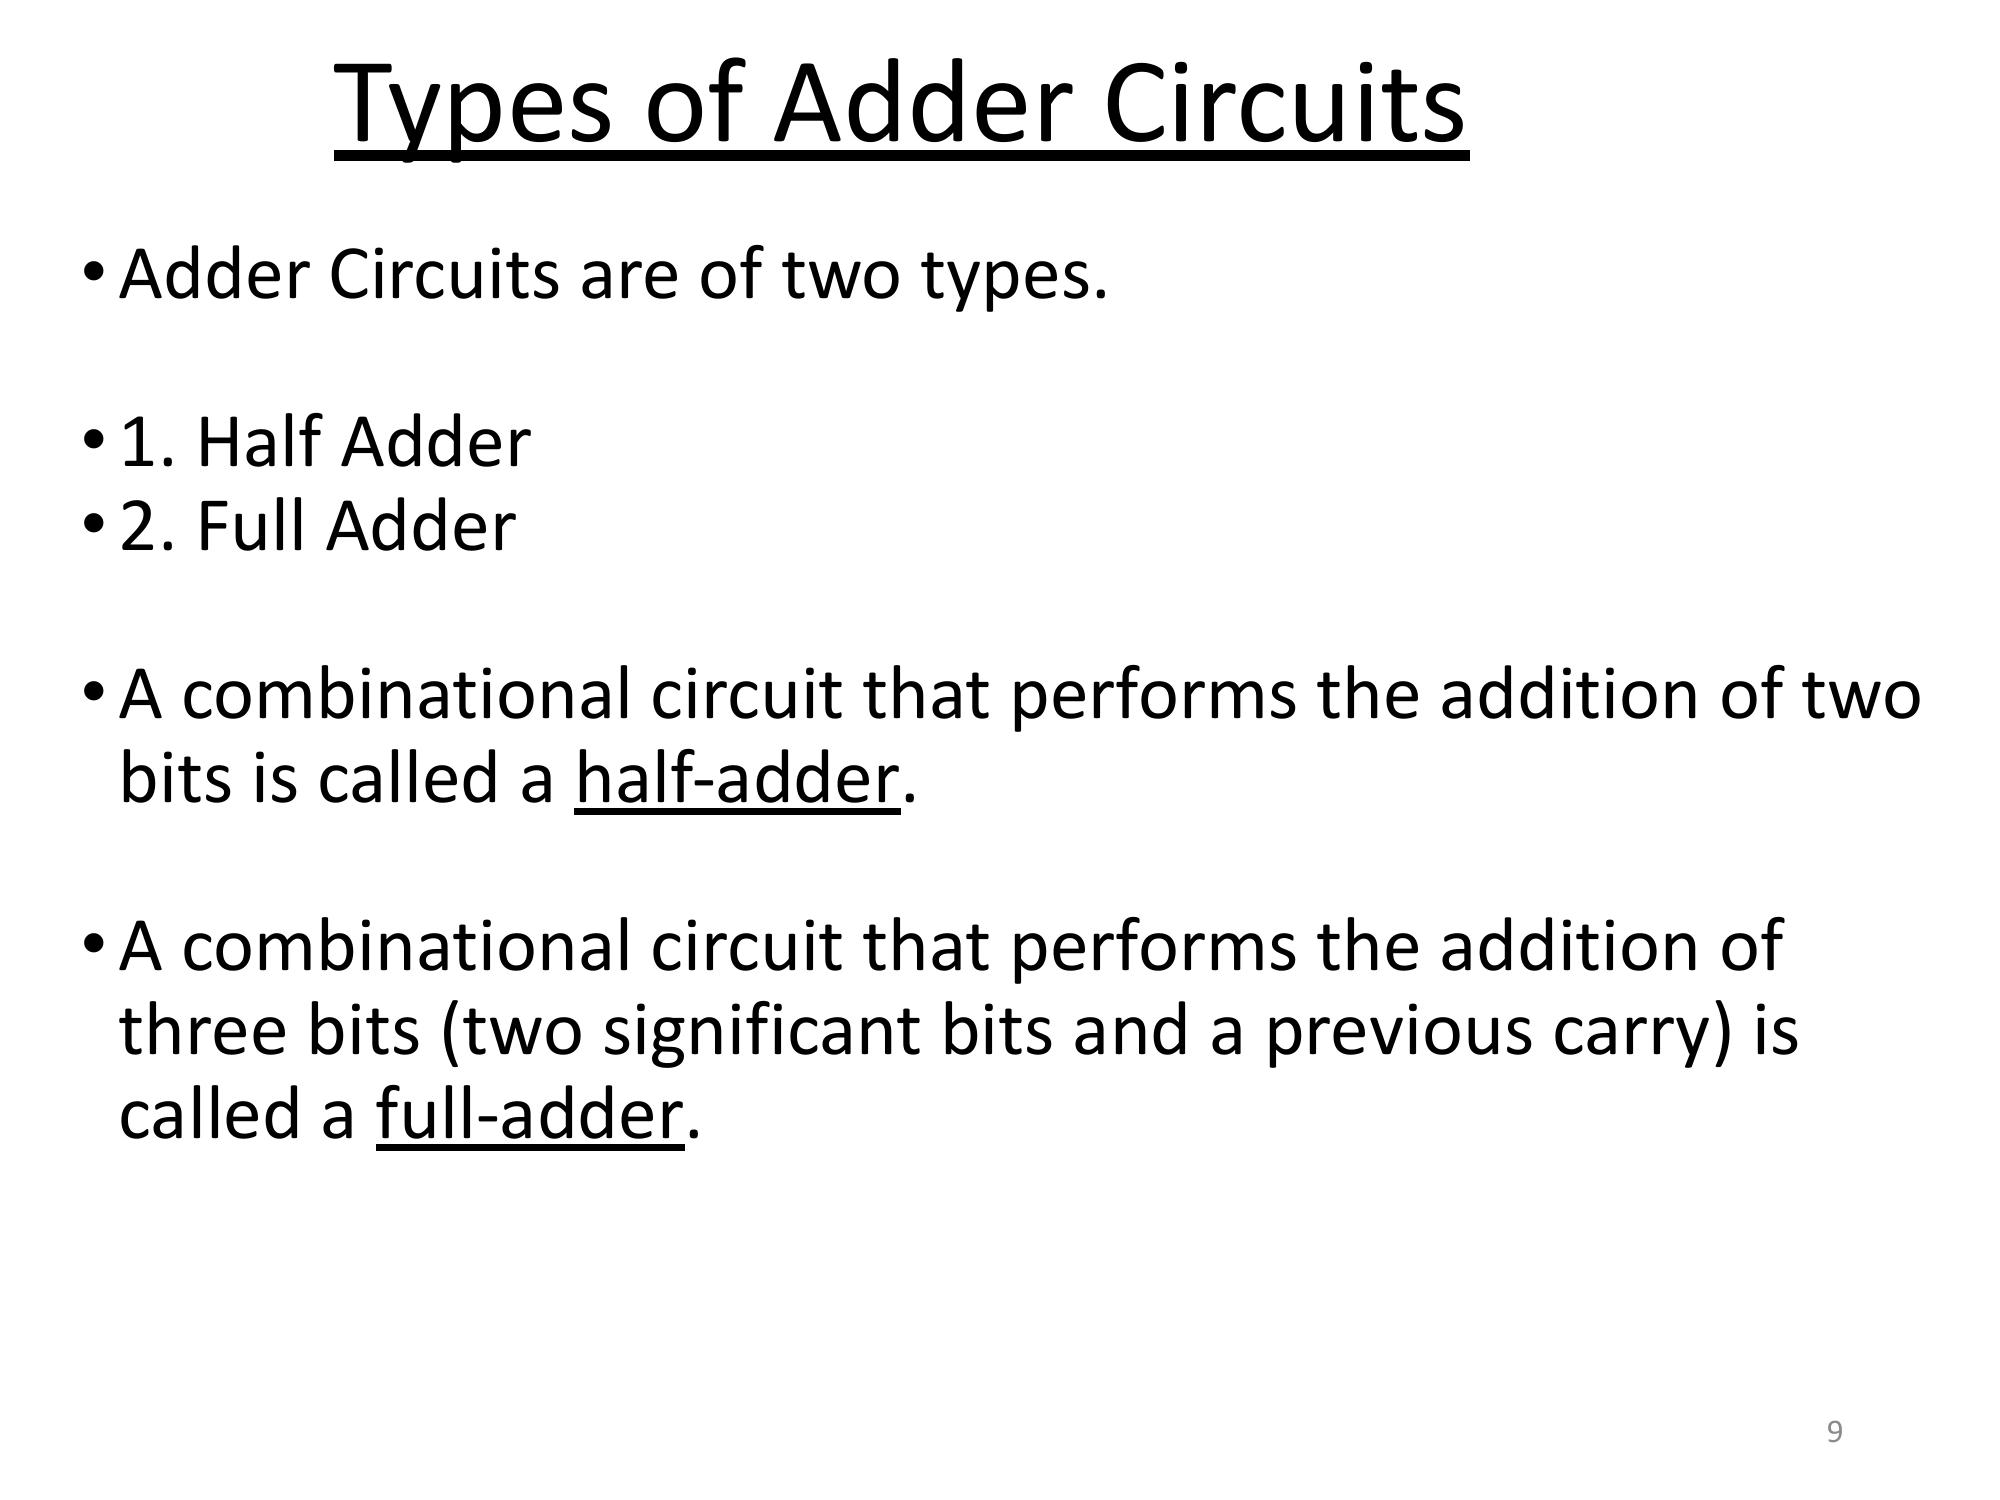 Types of Adder Circuits
• Adder Circuits are of two types.
• 1. Half Adder
• 2. Full Adder
• A combinational circuit that performs the addition of two
bits is called a half-adder.
• A combinational circuit that performs the addition of
three bits (two significant bits and a previous carry) is
called a full-adder.
9